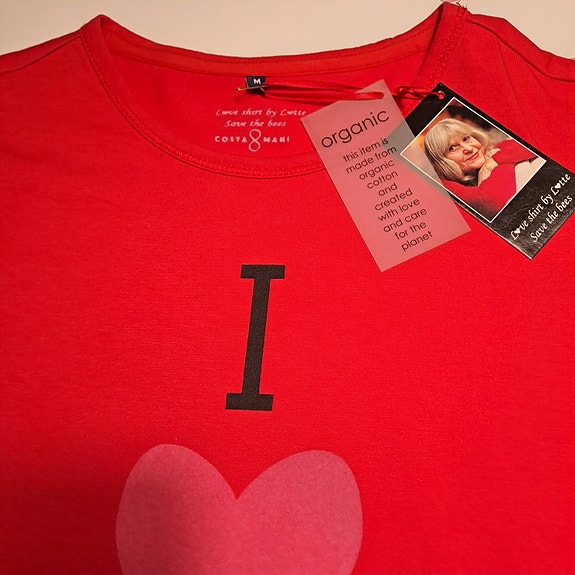 M
Love shirt by Lotte
Save the bees
COSTA MANI
organic
this item is
made from
organic
cotton
and
created
with love
and care
for the
planet
Love shirt by Lotte
Save the bees
I